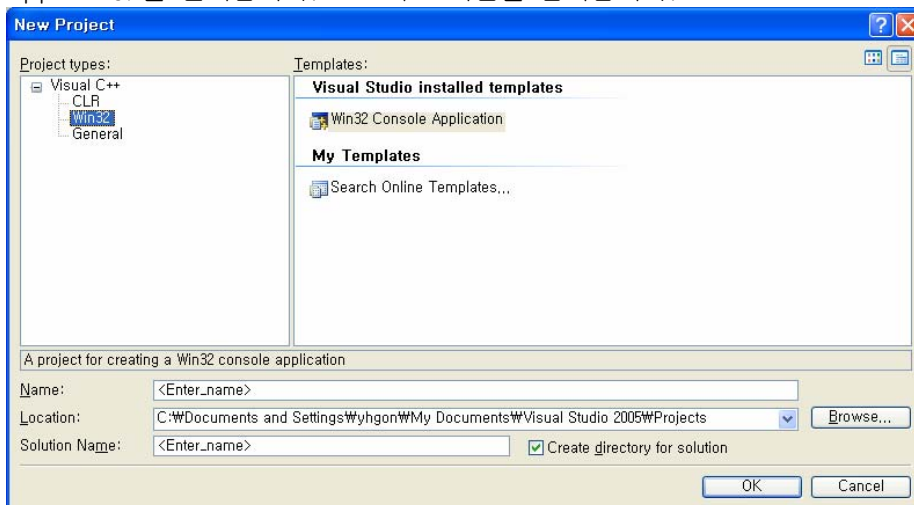 New Project
Project types:
Templates:
Visual C++
CLR
Win32
General
Visual Studio installed templates
Win32 Console Application
My Templates
Search Online Templates...
A project for creating a Win32 console application
Name:
<Enter_name>
Location:
C:₩Documents and Settings₩yhgon₩My Documents₩Visual Studio 2005₩Projects
Browse...
Solution Name:
<Enter_name>
Create directory for solution
OK
Cancel